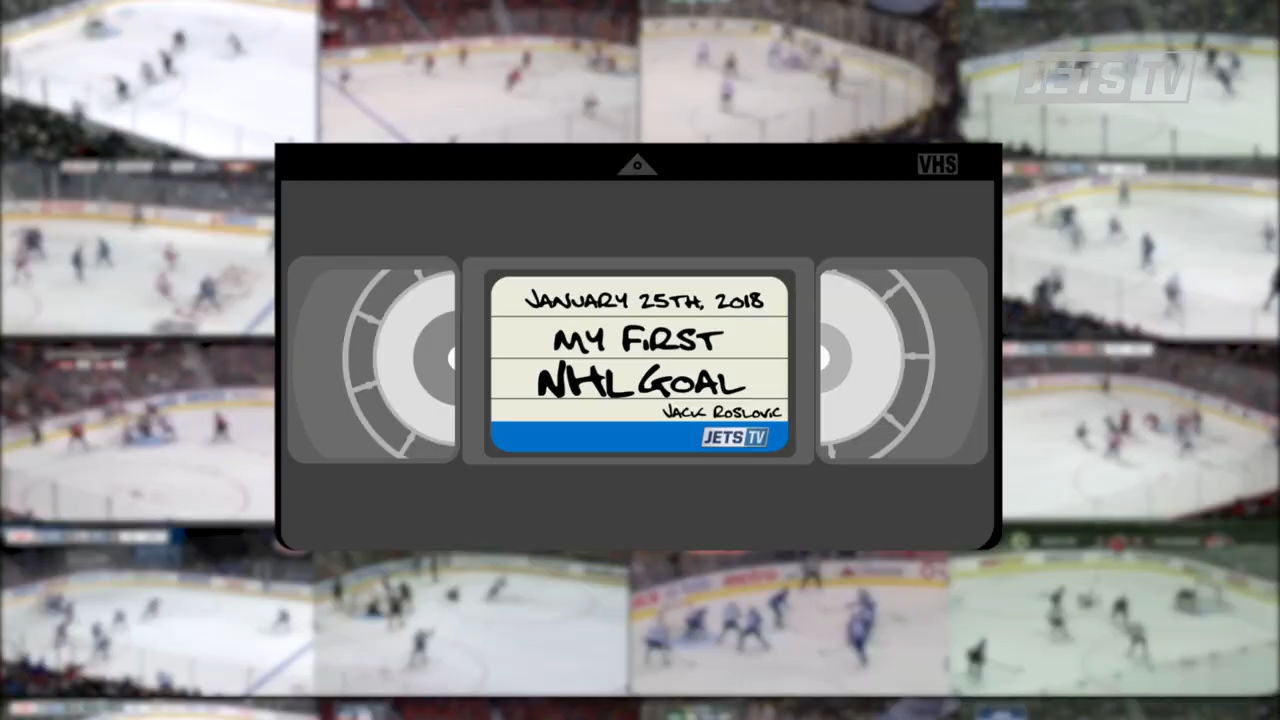 JETS TV
VHS
JANUARY 25TH, 2018
MY FIRST
NHL GOAL
JACK ROSLOVIC
JETS TV